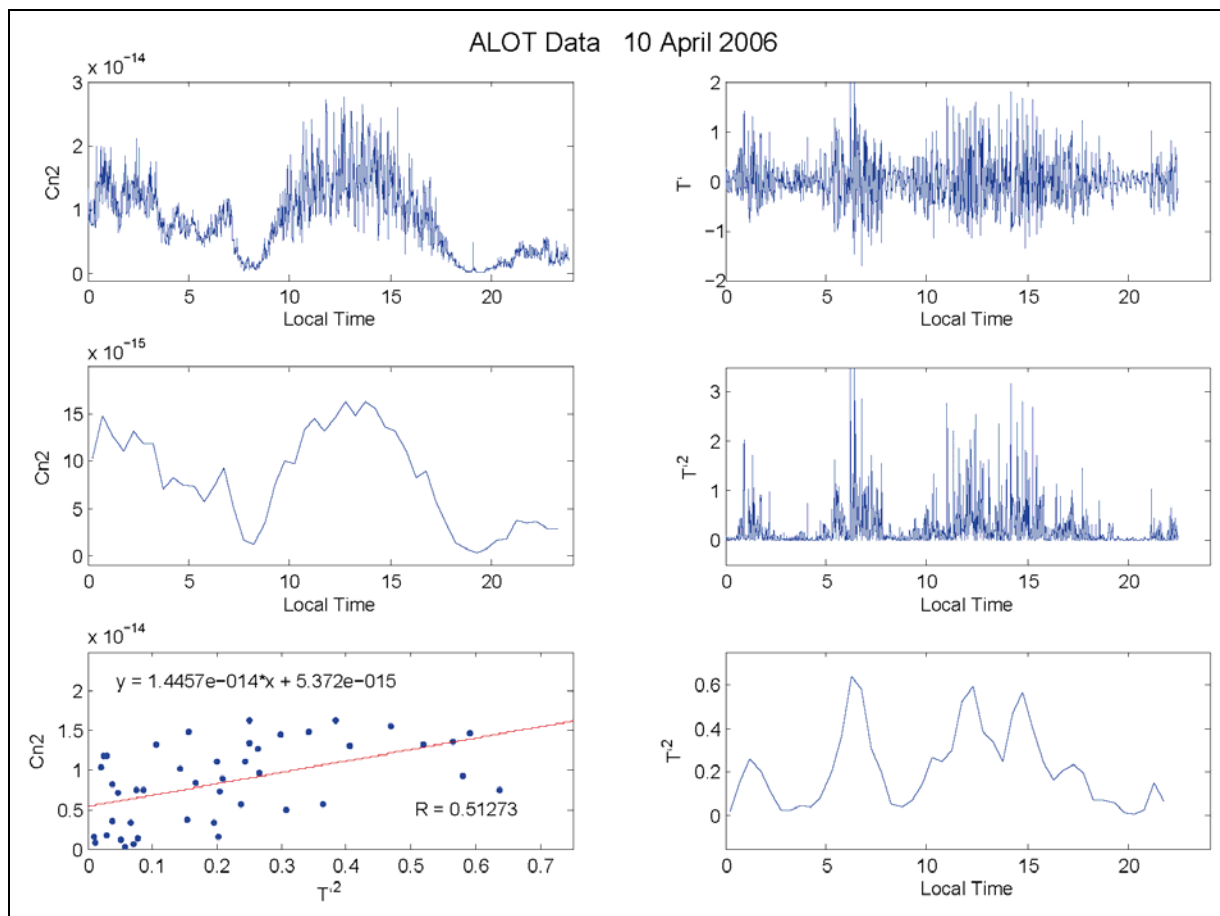 ALOT Data 10 April 2006
x 10⁻¹⁴
Cn2
3
2
1
0
0 5 10 15 20
Local Time
T'
2
1
0
−1
−2
0 5 10 15 20
Local Time
x 10⁻¹⁵
Cn2
15
10
5
0
0 5 10 15 20
Local Time
T'²
3
2
1
0
0 5 10 15 20
Local Time
x 10⁻¹⁴
Cn2
2
1.5
1
0.5
0
y = 1.4457e−014*x + 5.372e−015
R = 0.51273
0 0.1 0.2 0.3 0.4 0.5 0.6 0.7
T'²
T'²
0.6
0.4
0.2
0
0 5 10 15 20
Local Time